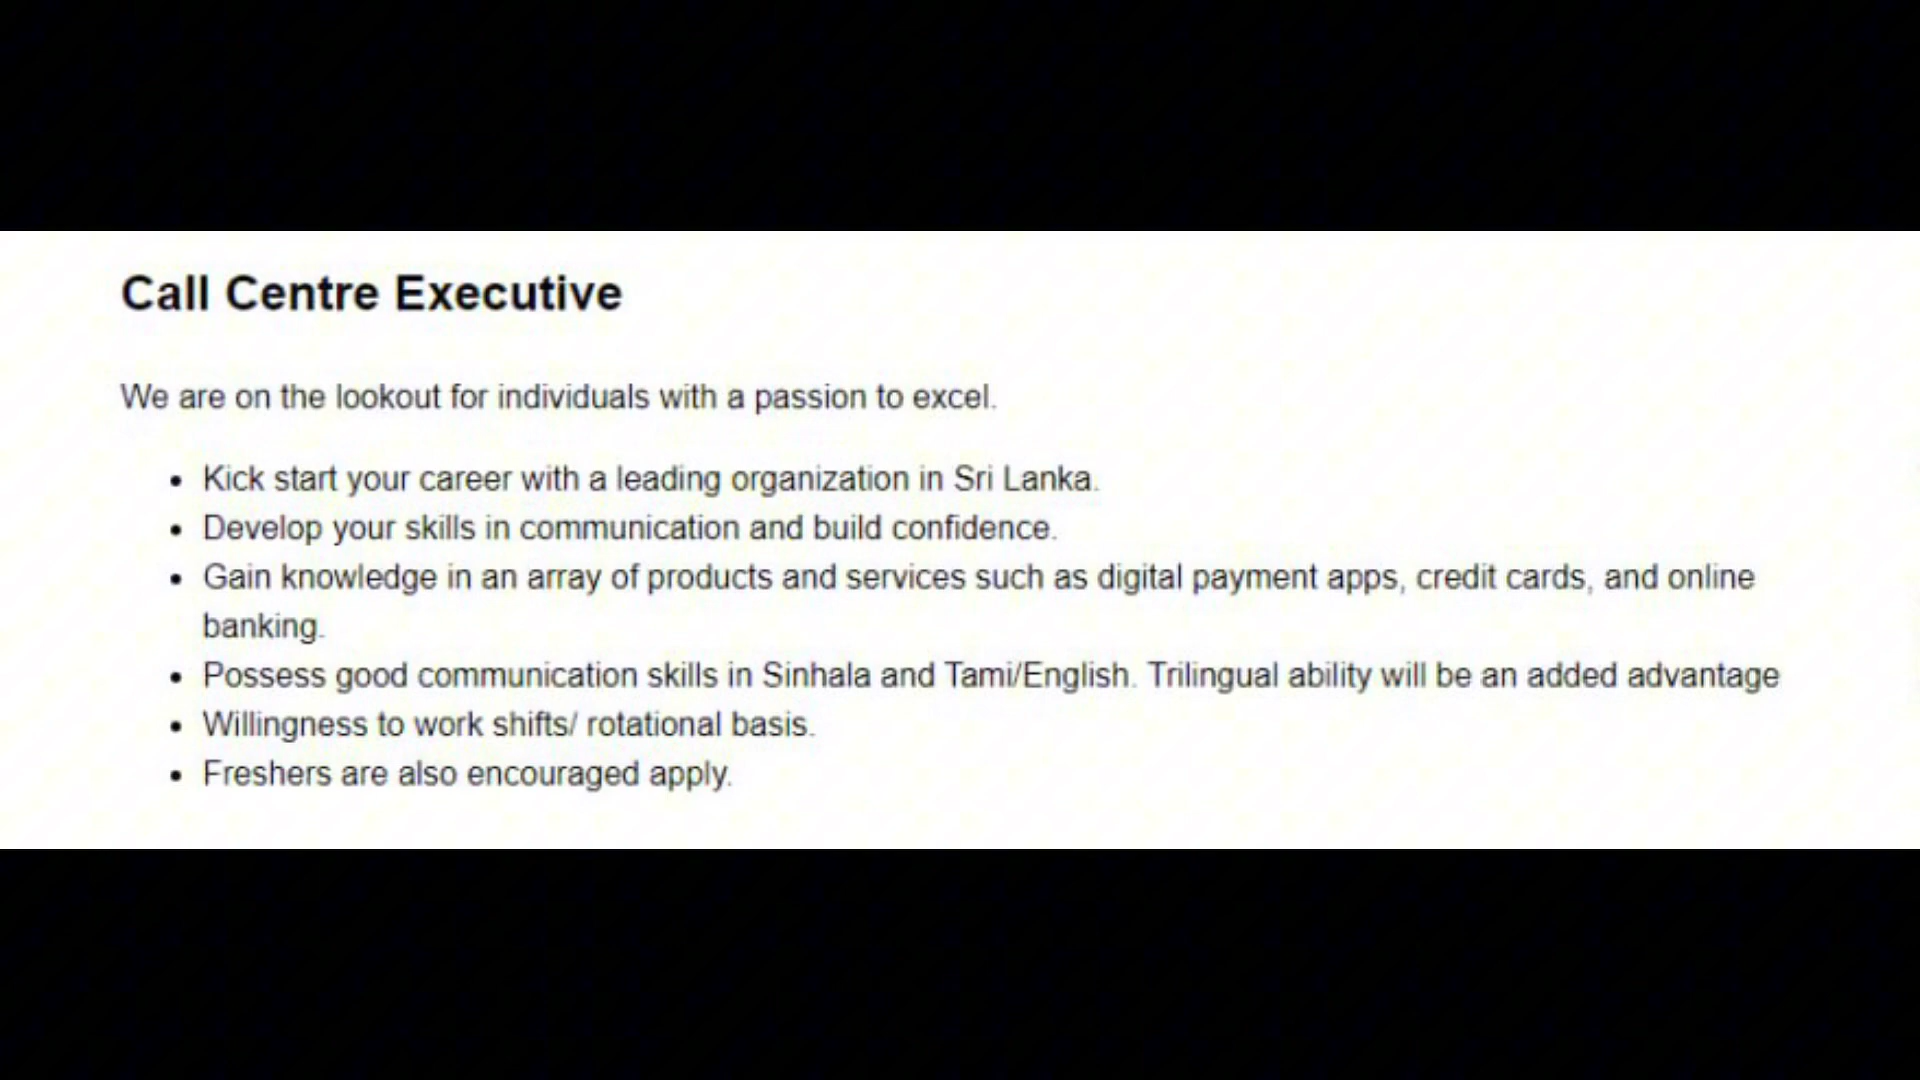 Call Centre Executive
We are on the lookout for individuals with a passion to excel.
• Kick start your career with a leading organization in Sri Lanka.
• Develop your skills in communication and build confidence.
• Gain knowledge in an array of products and services such as digital payment apps, credit cards, and online
banking.
• Possess good communication skills in Sinhala and Tami/English. Trilingual ability will be an added advantage
• Willingness to work shifts/ rotational basis.
• Freshers are also encouraged apply.